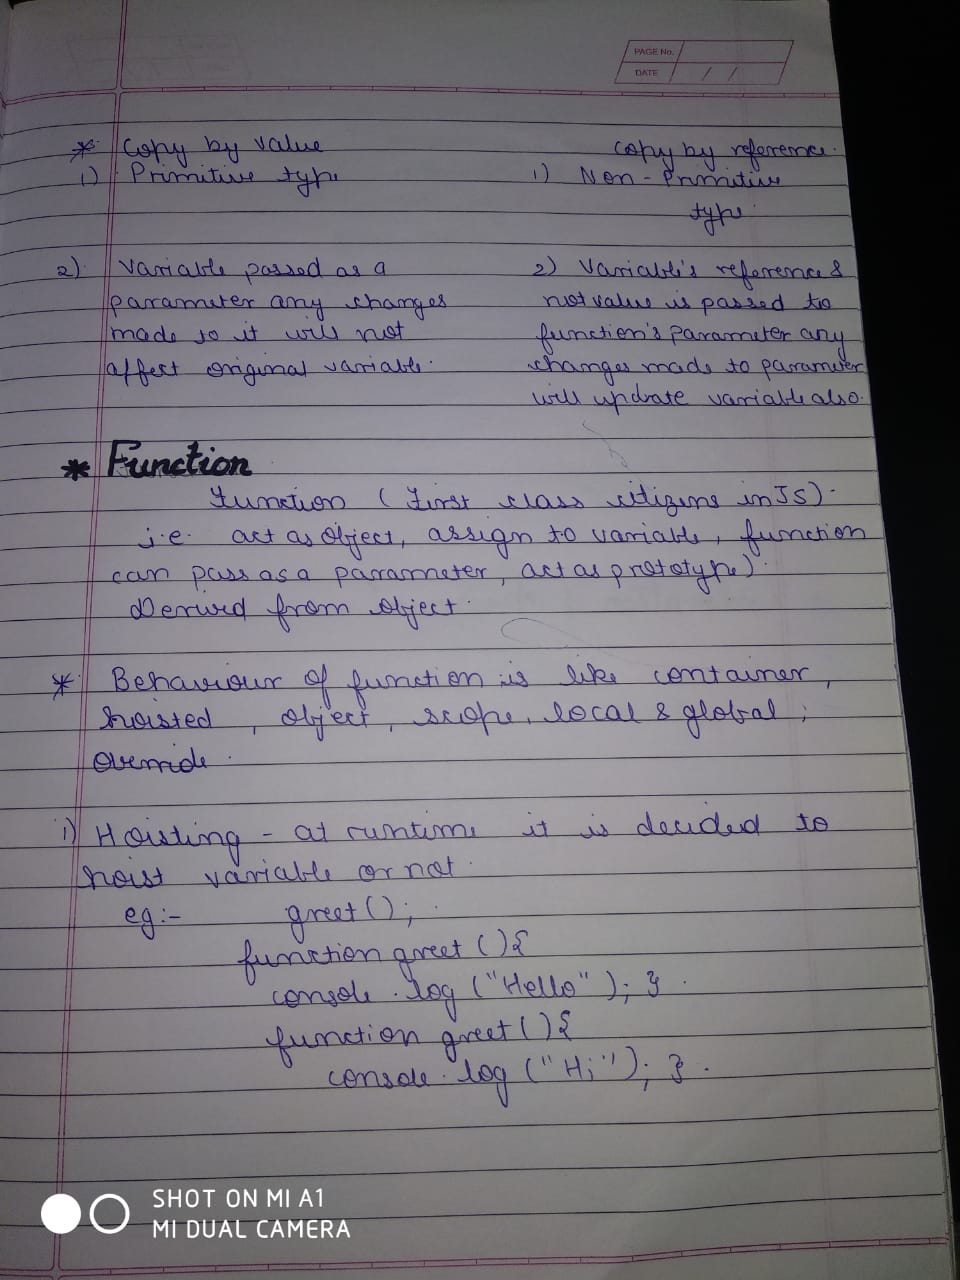 PAGE No.
DATE / /
* Copy by value
Copy by reference.
1) Primitive type
1) Non-Primitive
type
2) Variable passed as a
parameter any changes
made to it will not
affect original variable.
2) Variable's reference &
not value is passed to
function's parameter any
changes made to parameter
will update variable also.
* Function
Function (First class citizens in JS).
i.e. act as object, assign to variable, function
can pass as a parameter, act as prototype).
Derived from object.
* Behaviour of function is like container,
hoisted, object, scope, local & global,
override.
i) Hoisting - at runtime it is decided to
hoist variable or not.
eg:- greet();
function greet (){
console.log ("Hello"); }
function greet(){
console.log ("Hi"); }
SHOT ON MI A1
MI DUAL CAMERA